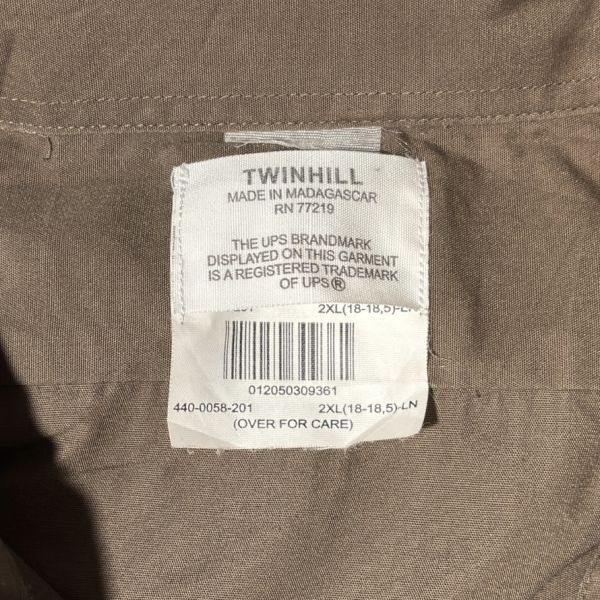 TWINHILL
MADE IN MADAGASCAR
RN 77219
THE UPS BRANDMARK
DISPLAYED ON THIS GARMENT
IS A REGISTERED TRADEMARK
OF UPS®
2XL(18-18,5)-LN
012050309361
440-0058-201 2XL(18-18,5)-LN
(OVER FOR CARE)